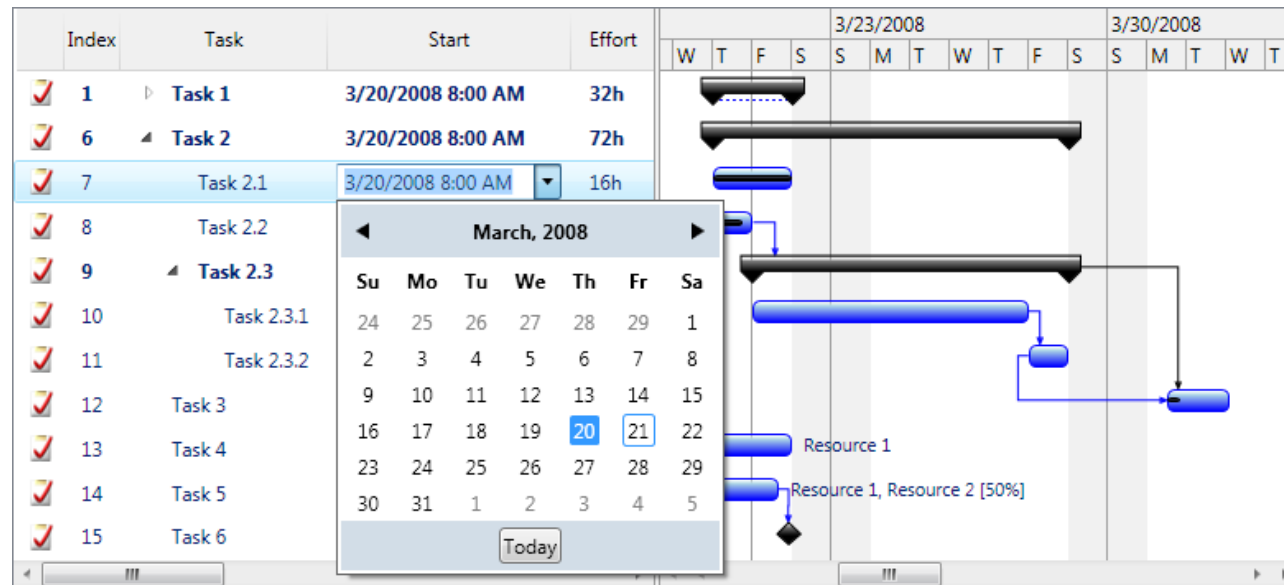 Index Task Start Effort 3/23/2008 3/30/2008
W T F S S M T W T F S S M T W T
1 Task 1 3/20/2008 8:00 AM 32h
6 Task 2 3/20/2008 8:00 AM 72h
7 Task 2.1 3/20/2008 8:00 AM 16h
8 Task 2.2
March, 2008
9 Task 2.3
Su Mo Tu We Th Fr Sa
10 Task 2.3.1
24 25 26 27 28 29 1
11 Task 2.3.2
2 3 4 5 6 7 8
12 Task 3
9 10 11 12 13 14 15
16 17 18 19 20 21 22
13 Task 4 Resource 1
23 24 25 26 27 28 29
14 Task 5 Resource 1, Resource 2 [50%]
30 31 1 2 3 4 5
15 Task 6
Today